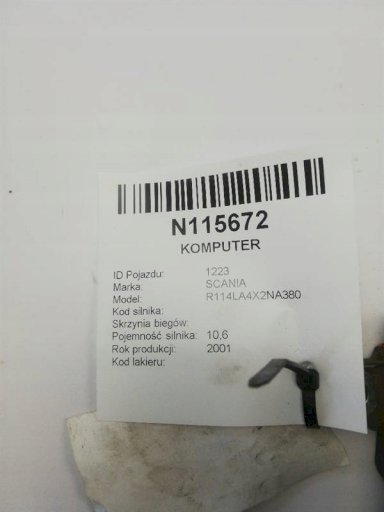 N115672
KOMPUTER
ID Pojazdu: 1223
Marka: SCANIA
Model: R114LA4X2NA380
Kod silnika:
Skrzynia biegów:
Pojemność silnika: 10,6
Rok produkcji: 2001
Kod lakieru: